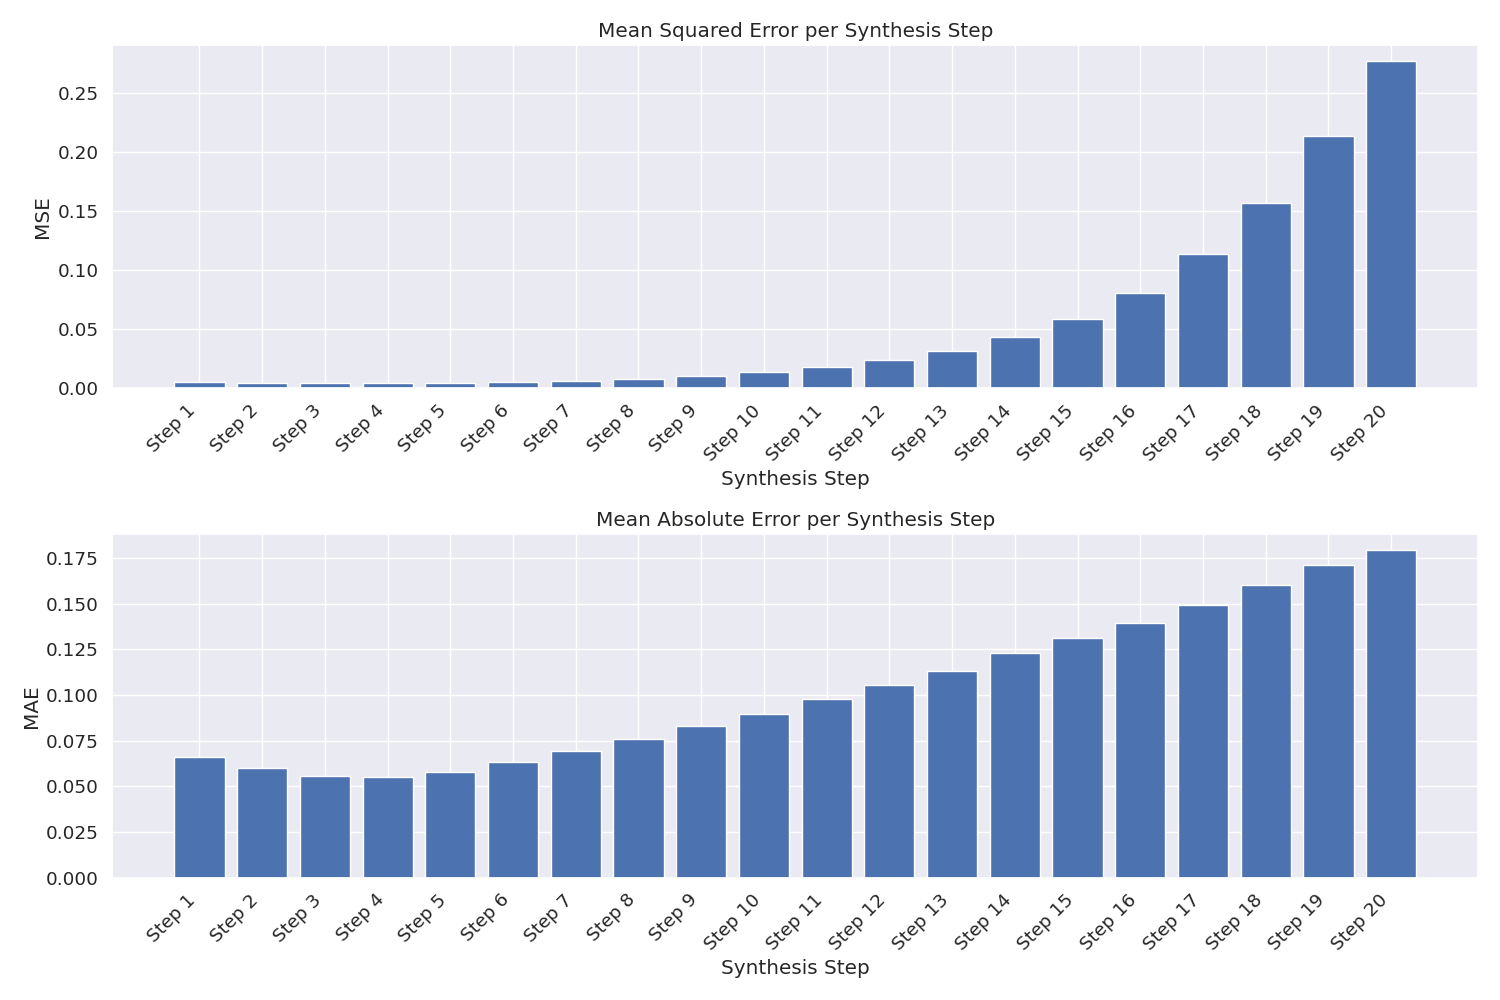 Mean Squared Error per Synthesis Step
MSE
0.25
0.20
0.15
0.10
0.05
0.00
Step 1
Step 2
Step 3
Step 4
Step 5
Step 6
Step 7
Step 8
Step 9
Step 10
Step 11
Step 12
Step 13
Step 14
Step 15
Step 16
Step 17
Step 18
Step 19
Step 20
Synthesis Step
Mean Absolute Error per Synthesis Step
MAE
0.175
0.150
0.125
0.100
0.075
0.050
0.025
0.000
Step 1
Step 2
Step 3
Step 4
Step 5
Step 6
Step 7
Step 8
Step 9
Step 10
Step 11
Step 12
Step 13
Step 14
Step 15
Step 16
Step 17
Step 18
Step 19
Step 20
Synthesis Step